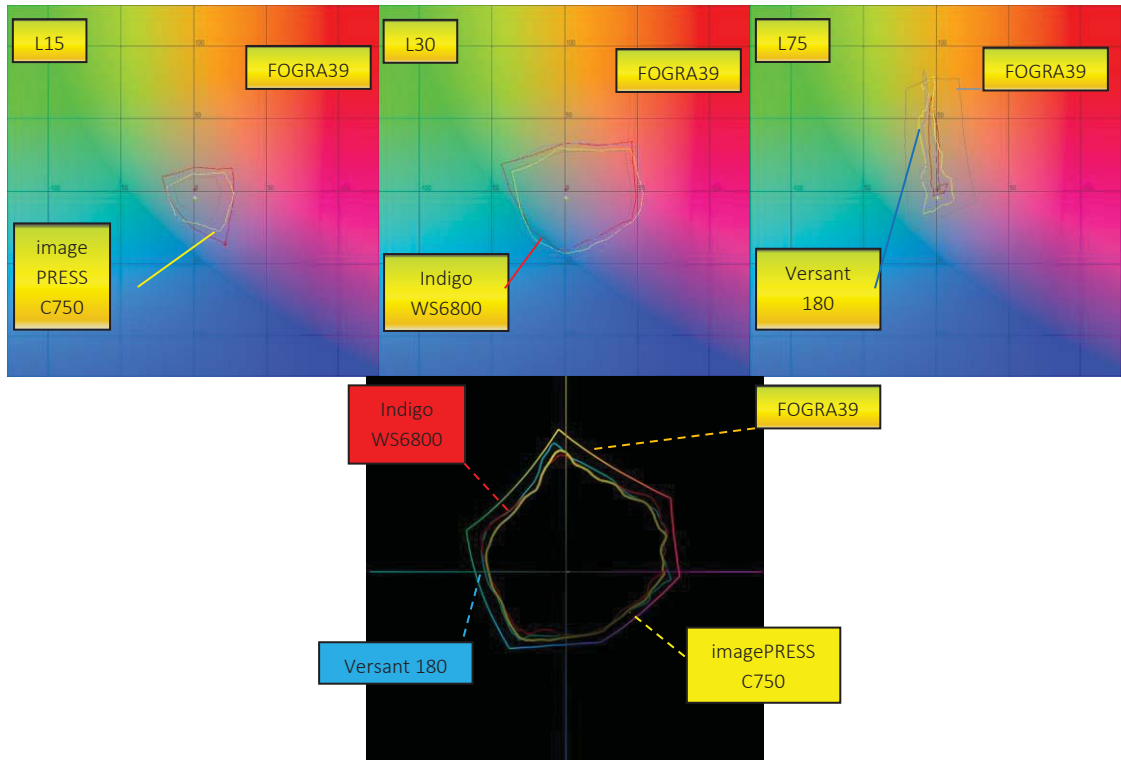 L15
FOGRA39
image
PRESS
C750
L30
FOGRA39
Indigo
WS6800
L75
FOGRA39
Versant
180
Indigo
WS6800
FOGRA39
Versant 180
imagePRESS
C750